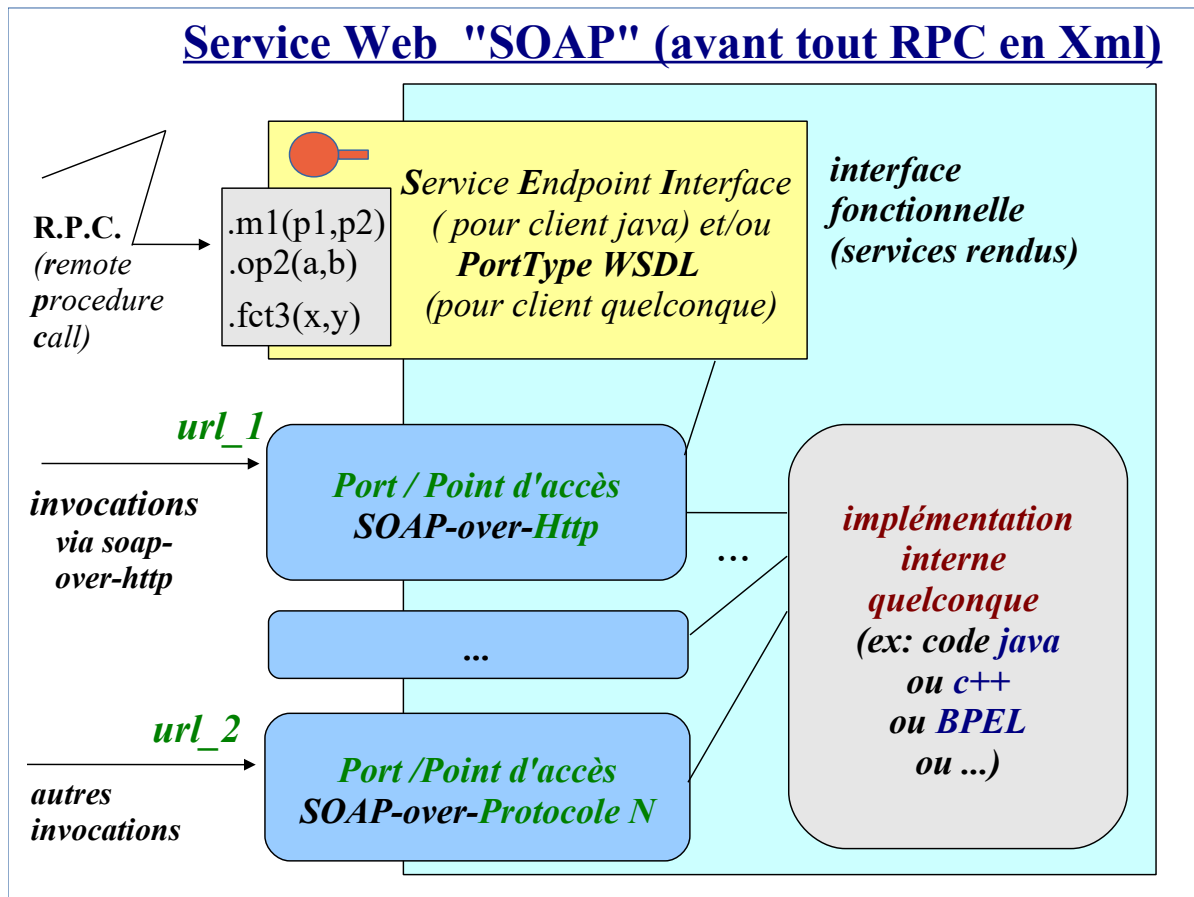 Service Web "SOAP" (avant tout RPC en Xml)
R.P.C.
(remote
procedure
call)
.m1(p1,p2)
.op2(a,b)
.fct3(x,y)
Service Endpoint Interface
( pour client java) et/ou
PortType WSDL
(pour client quelconque)
interface
fonctionnelle
(services rendus)
url_1
invocations
via soap-
over-http
Port / Point d'accès
SOAP-over-Http
...
...
url_2
autres
invocations
Port /Point d'accès
SOAP-over-Protocole N
implémentation
interne
quelconque
(ex: code java
ou c++
ou BPEL
ou ...)